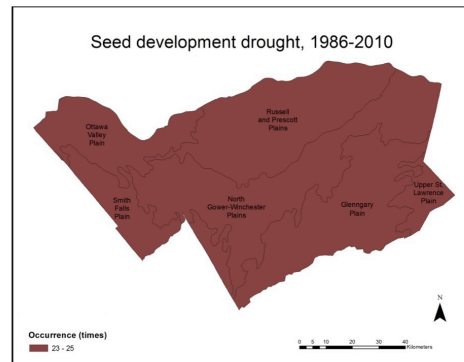 Seed development drought, 1986-2010
Ottawa
Valley
Plain
Russell
and Prescott
Plains
Smith
Falls
Plain
North
Gower-Winchester
Plains
Glenngary
Plain
Upper St.
Lawrence
Plain
N
Occurrence (times)
23 - 25
0 5 10 20 30 40
Kilometers